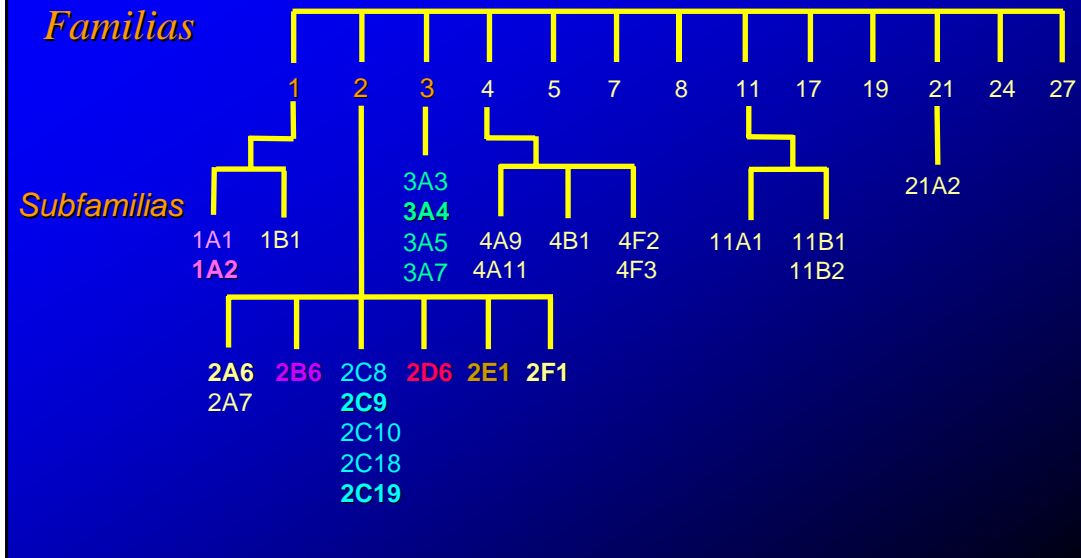 Familias
1 2 3 4 5 7 8 11 17 19 21 24 27
Subfamilias
1A1 1B1
1A2
3A3
3A4
3A5
3A7
4A9 4B1 4F2
4A11 4F3
11A1 11B1
11B2
21A2
2A6 2B6 2C8 2D6 2E1 2F1
2A7 2C9
2C10
2C18
2C19